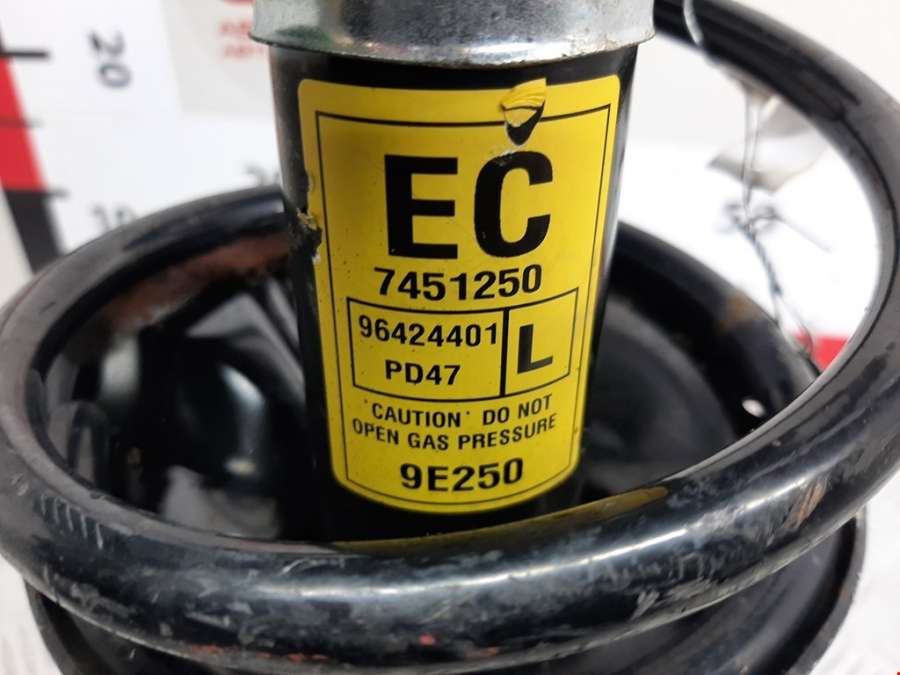 20
EC
7451250
96424401
L
PD47
"CAUTION" DO NOT
OPEN GAS PRESSURE
9E250